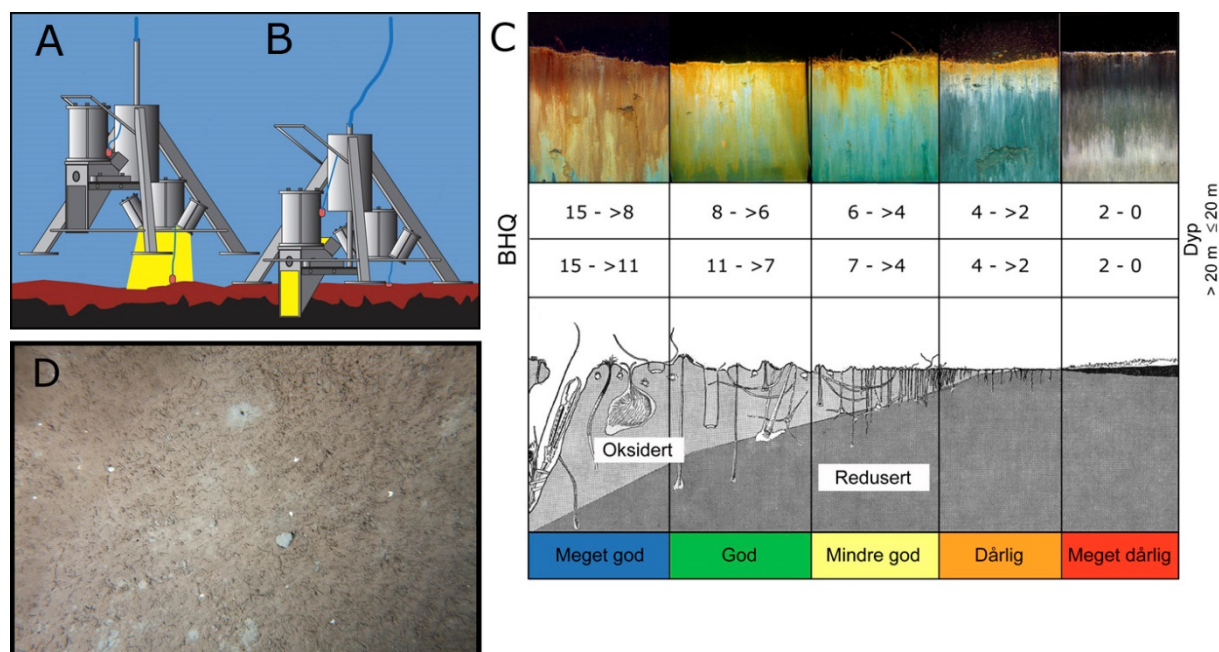 A
B
C
D
BHQ
15 - >8
8 - >6
6 - >4
4 - >2
2 - 0
15 - >11
11 - >7
7 - >4
4 - >2
2 - 0
Dyp
> 20 m ≤ 20 m
Oksidert
Redusert
Meget god
God
Mindre god
Dårlig
Meget dårlig